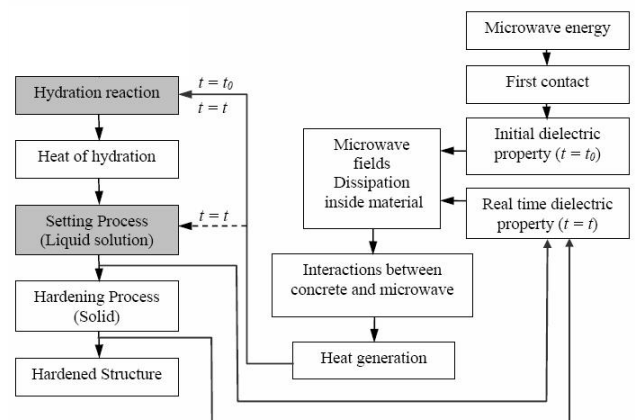 Microwave energy
First contact
Initial dielectric
property (t = t₀)
Real time dielectric
property (t = t)
Microwave
fields
Dissipation
inside material
Interactions between
concrete and microwave
Heat generation
t = t₀
t = t
Hydration reaction
Heat of hydration
t = t
Setting Process
(Liquid solution)
Hardening Process
(Solid)
Hardened Structure